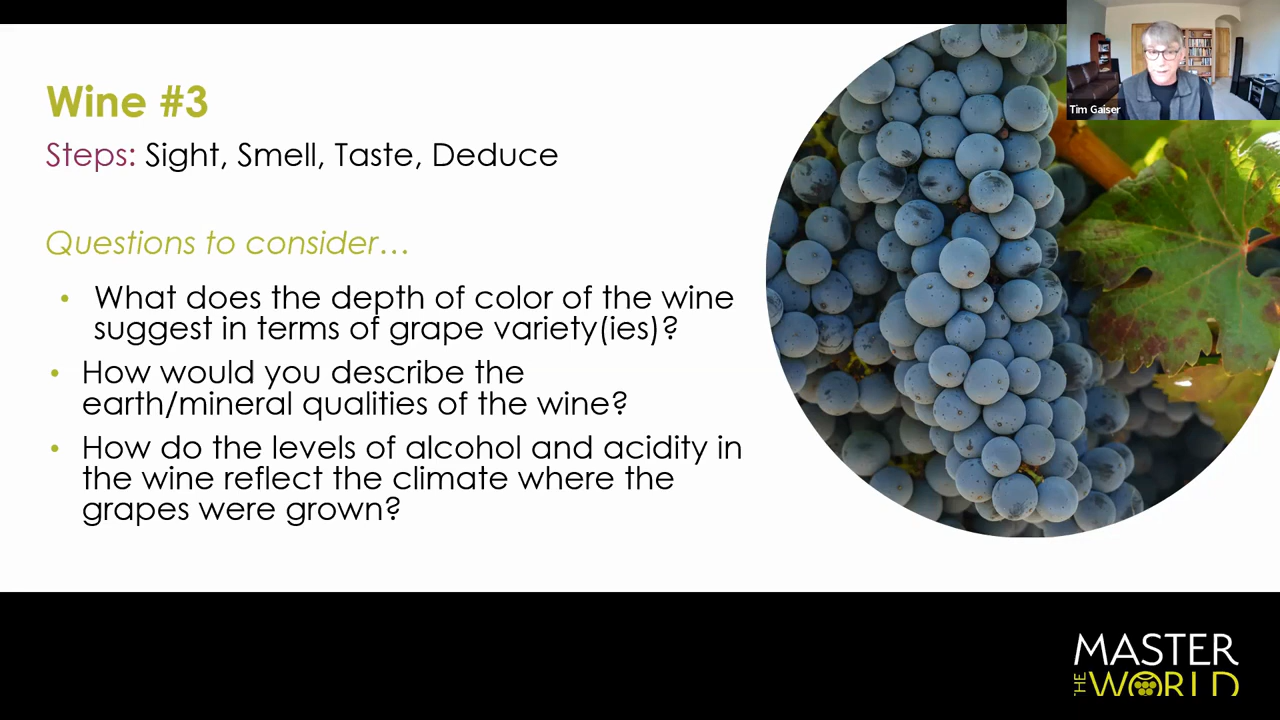 Wine #3
Steps: Sight, Smell, Taste, Deduce
Questions to consider...
• What does the depth of color of the wine
suggest in terms of grape variety(ies)?
• How would you describe the
earth/mineral qualities of the wine?
• How do the levels of alcohol and acidity in
the wine reflect the climate where the
grapes were grown?
Tim Gaiser
MASTER
THE WORLD